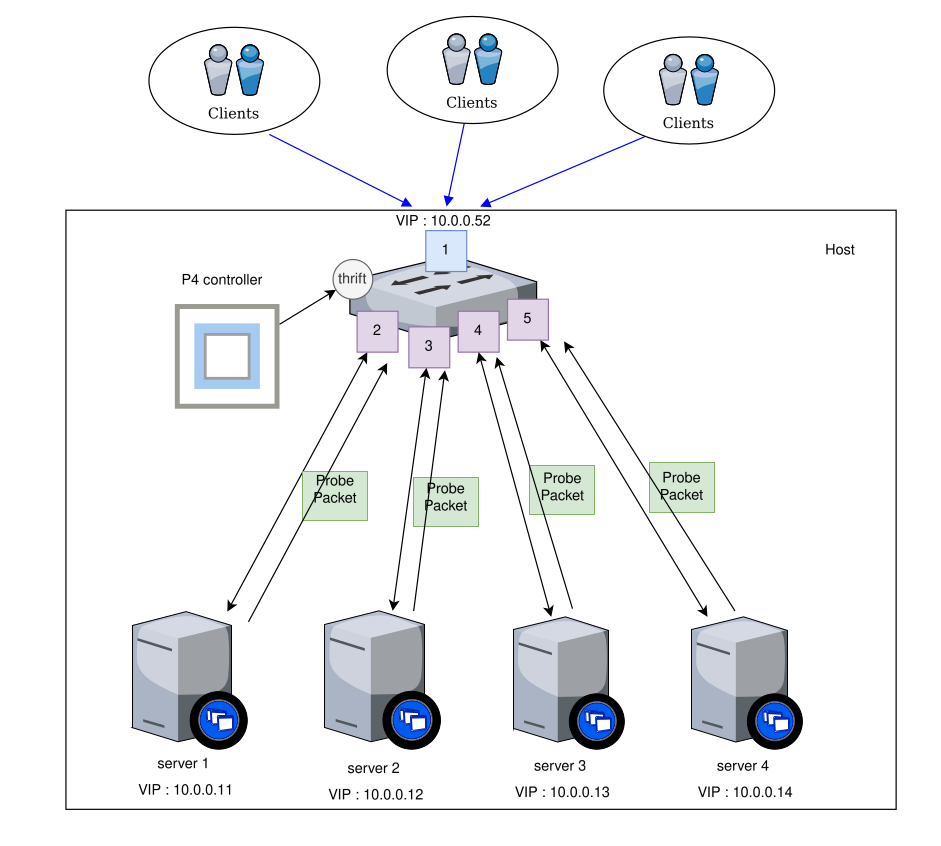 Clients
Clients
Clients
VIP : 10.0.0.52
1
Host
thrift
P4 controller
2
3
4
5
Probe
Packet
Probe
Packet
Probe
Packet
Probe
Packet
server 1
server 2
server 3
server 4
VIP : 10.0.0.11
VIP : 10.0.0.12
VIP : 10.0.0.13
VIP : 10.0.0.14